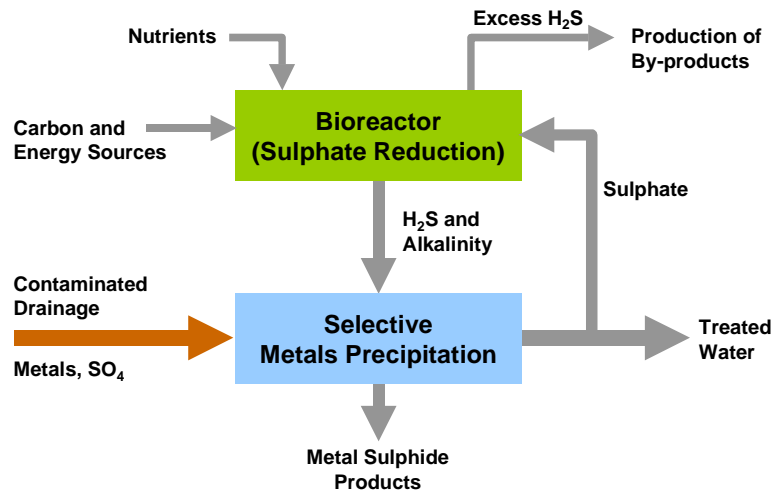 Excess H₂S
Nutrients
Production of
By-products
Carbon and
Energy Sources
Bioreactor
(Sulphate Reduction)
Sulphate
H₂S and
Alkalinity
Contaminated
Drainage
Metals, SO₄
Selective
Metals Precipitation
Treated
Water
Metal Sulphide
Products